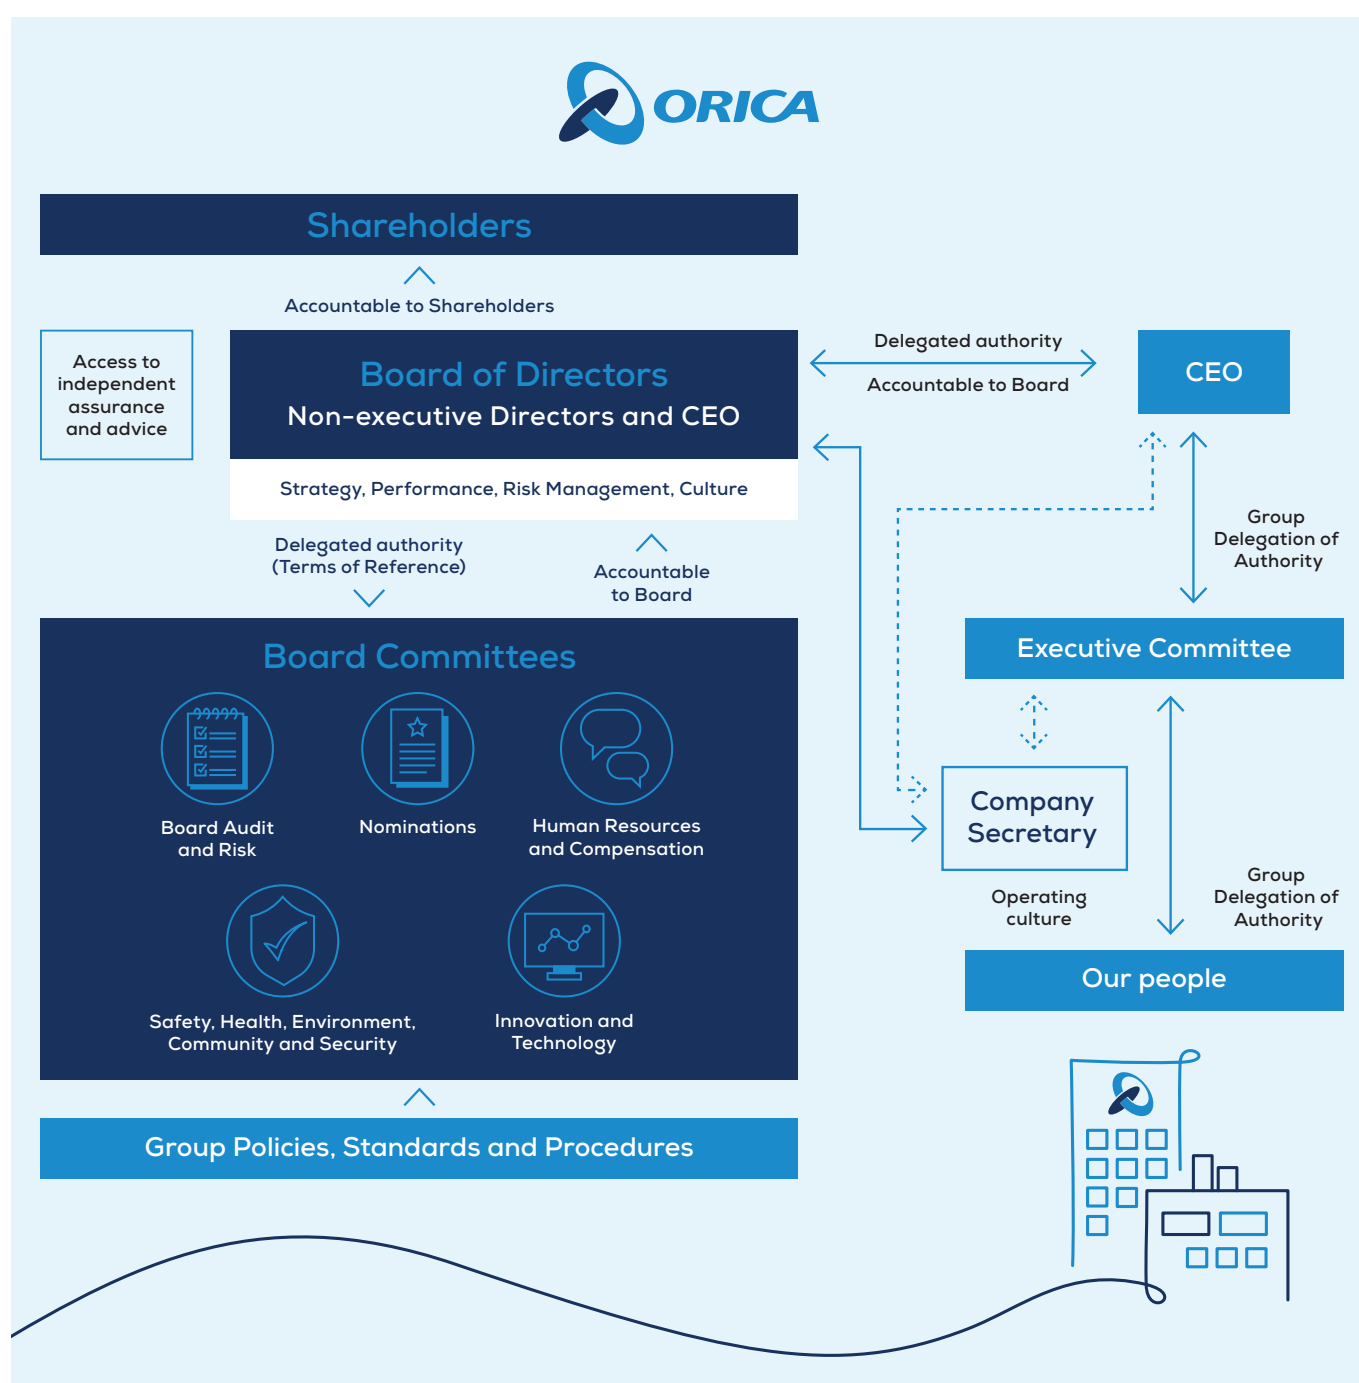 ORICA
Shareholders
Accountable to Shareholders
Access to
independent
assurance
and advice
Board of Directors
Non-executive Directors and CEO
Strategy, Performance, Risk Management, Culture
Delegated authority
Accountable to Board
CEO
Delegated authority
(Terms of Reference)
Accountable
to Board
Group
Delegation of
Authority
Executive Committee
Board Committees
Board Audit
and Risk
Nominations
Human Resources
and Compensation
Safety, Health, Environment,
Community and Security
Innovation and
Technology
Company
Secretary
Operating
culture
Group
Delegation of
Authority
Our people
Group Policies, Standards and Procedures